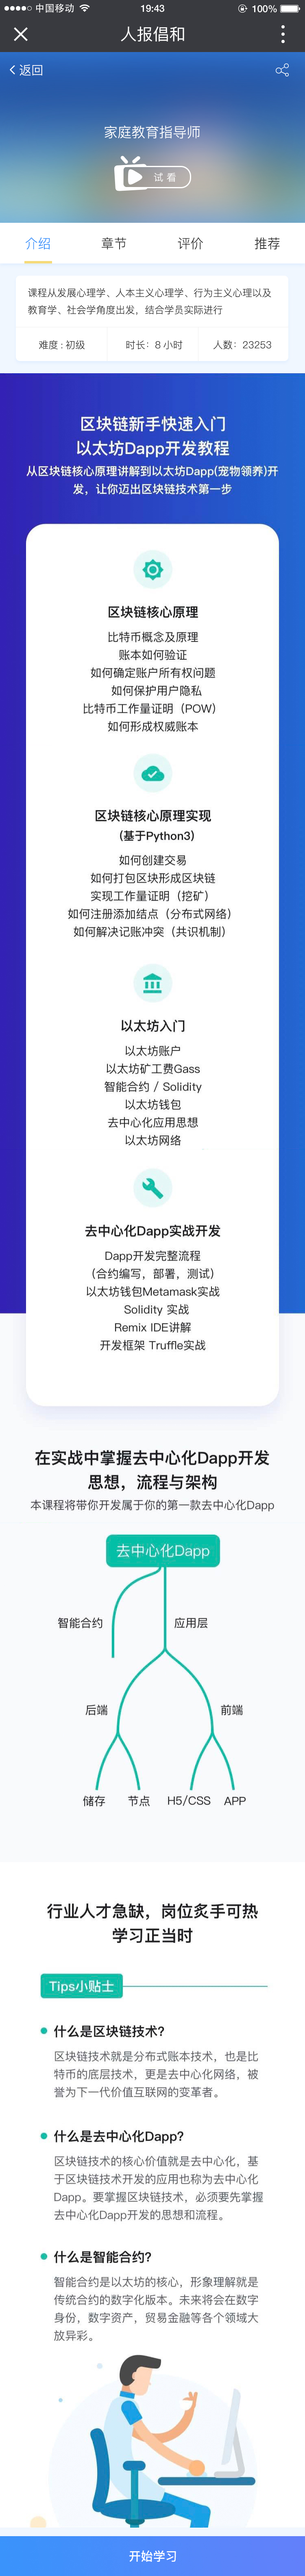 中国移动
19:43
100%
人报倡和
返回
家庭教育指导师
试看
介绍 章节 评价 推荐
课程从发展心理学、人本主义心理学、行为主义心理以及
教育学、社会学角度出发，结合学员实际进行
难度 : 初级 时长：8 小时 人数：23253
区块链新手快速入门
以太坊Dapp开发教程
从区块链核心原理讲解到以太坊Dapp(宠物领养)开
发，让你迈出区块链技术第一步
区块链核心原理
比特币概念及原理
账本如何验证
如何确定账户所有权问题
如何保护用户隐私
比特币工作量证明（POW）
如何形成权威账本
区块链核心原理实现
（基于Python3）
如何创建交易
如何打包区块形成区块链
实现工作量证明（挖矿）
如何注册添加结点（分布式网络）
如何解决记账冲突（共识机制）
以太坊入门
以太坊账户
以太坊矿工费Gass
智能合约 / Solidity
以太坊钱包
去中心化应用思想
以太坊网络
去中心化Dapp实战开发
Dapp开发完整流程
（合约编写，部署，测试）
以太坊钱包Metamask实战
Solidity 实战
Remix IDE讲解
开发框架 Truffle实战
在实战中掌握去中心化Dapp开发
思想，流程与架构
本课程将带你开发属于你的第一款去中心化Dapp
去中心化Dapp
智能合约 应用层
后端 前端
储存 节点 H5/CSS APP
行业人才急缺，岗位炙手可热
学习正当时
Tips小贴士
什么是区块链技术?
区块链技术就是分布式账本技术，也是比
特币的底层技术，更是去中心化网络，被
誉为下一代价值互联网的变革者。
什么是去中心化Dapp?
区块链技术的核心价值就是去中心化，基
于区块链技术开发的应用也称为去中心化
Dapp。要掌握区块链技术，必须要先掌握
去中心化Dapp开发的思想和流程。
什么是智能合约?
智能合约是以太坊的核心，形象理解就是
传统合约的数字化版本。未来将会在数字
身份，数字资产，贸易金融等各个领域大
放异彩。
开始学习